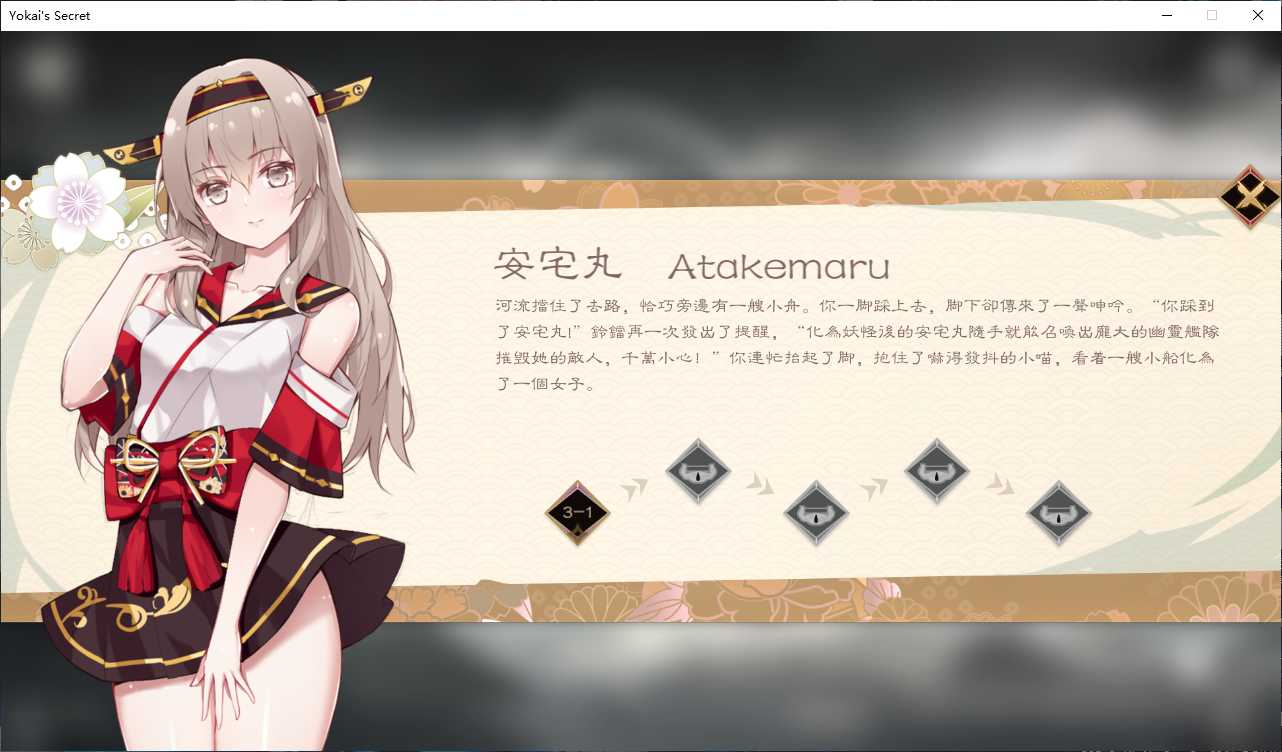 Yokai's Secret
安宅丸 Atakemaru
河流擋住了去路，恰巧旁邊有一艘小舟。你一脚踩上去，脚下卻傳來了一聲呻吟。“你踩到
了安宅丸!”鈴鐺再一次發出了提醒，“化為妖怪後的安宅丸隨手就能召喚出龐大的幽靈艦隊
摧毀她的敵人，千萬小心！”你連忙抬起了脚，抱住了嚇得發抖的小喵，看着一艘小船化為
了一個女子。
3-1